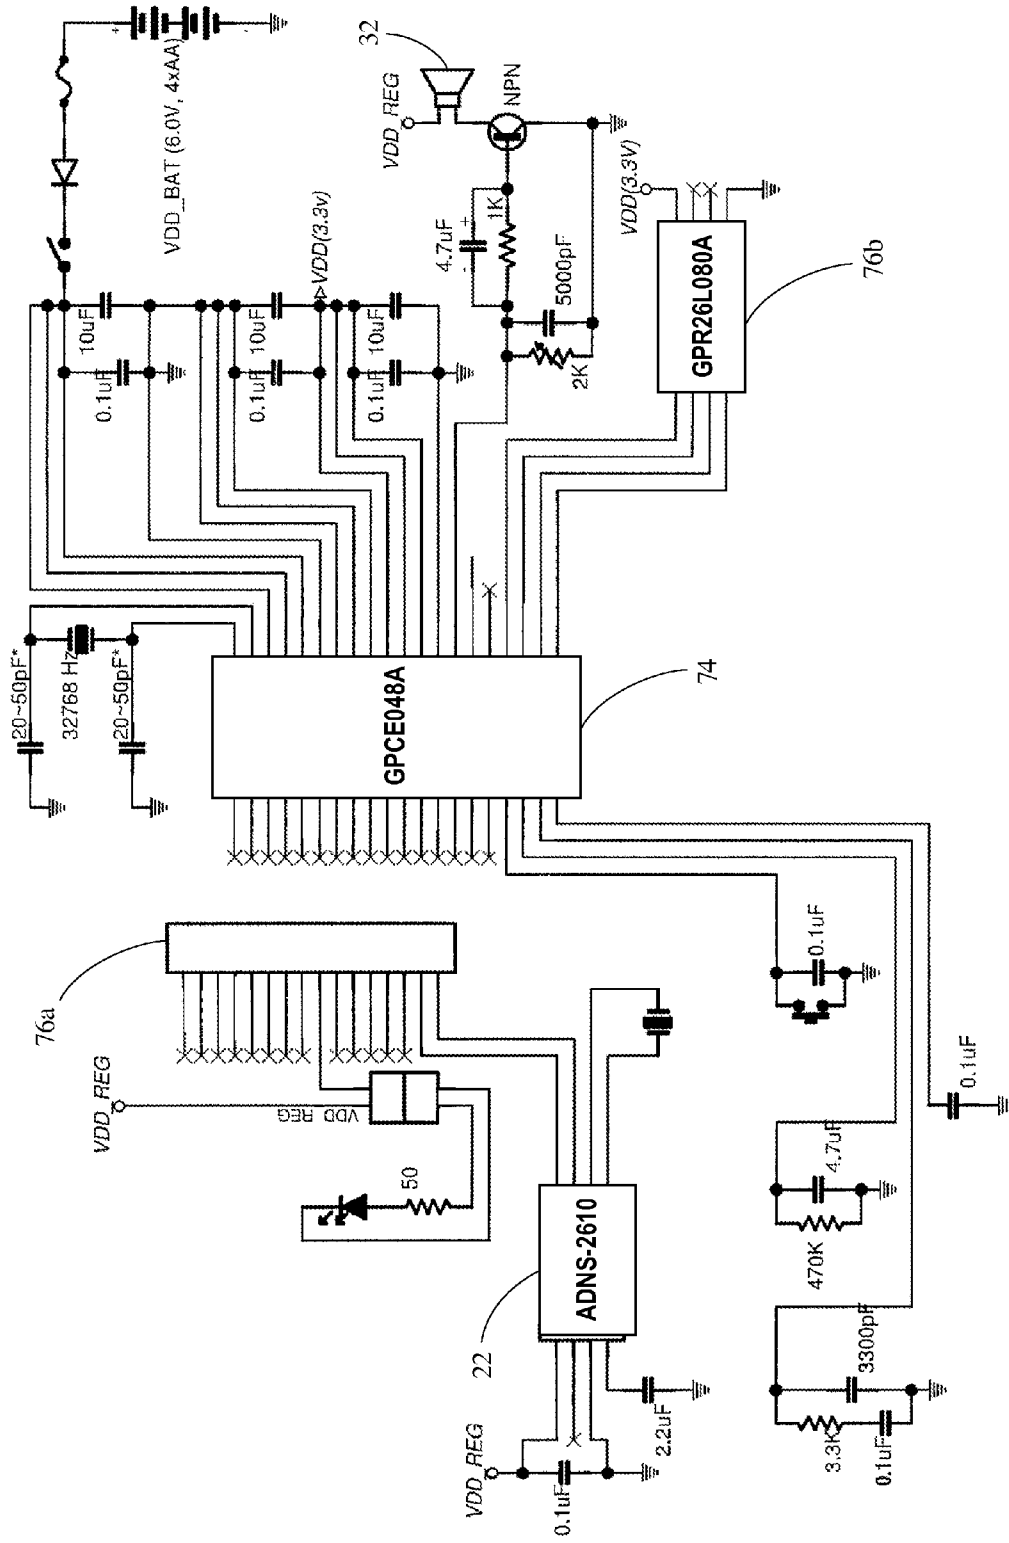 VDD_BAT (6.0V, 4xAA)
+
-
32
VDD_REG
NPN
1K
4.7uF
+
-
5000pF
2K
VDD(3.3V)
GPR26L080A
76b
10uF
0.1uF
10uF
0.1uF
VDD(3.3v)
10uF
0.1uF
20~50pF*
32768 Hz
20~50pF*
GPCE048A
74
76a
VDD_REG
VDD_REG
50
ADNS-2610
22
VDD_REG
0.1uF
2.2uF
0.1uF
0.1uF
4.7uF
470K
3300pF
3.3K
0.1uF